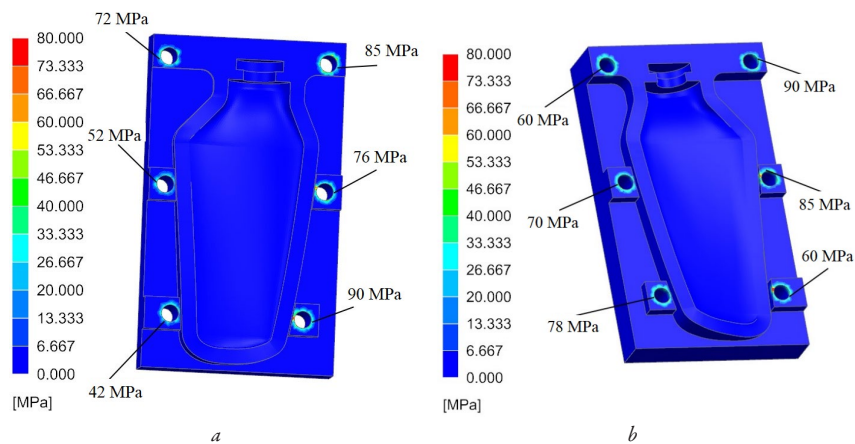 72 MPa
85 MPa
80.000
73.333
66.667
60.000
53.333
46.667
40.000
33.333
26.667
20.000
13.333
6.667
0.000
[MPa]
52 MPa
76 MPa
90 MPa
42 MPa
a
80.000
73.333
66.667
60.000
53.333
46.667
40.000
33.333
26.667
20.000
13.333
6.667
0.000
[MPa]
60 MPa
90 MPa
70 MPa
85 MPa
60 MPa
78 MPa
b